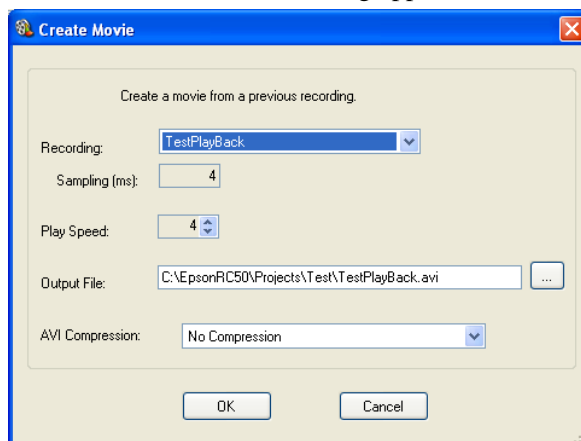 Create Movie
Create a movie from a previous recording.
Recording: TestPlayBack
Sampling (ms): 4
Play Speed: 4
Output File: C:\EpsonRC50\Projects\Test\TestPlayBack.avi ...
AVI Compression: No Compression
OK Cancel